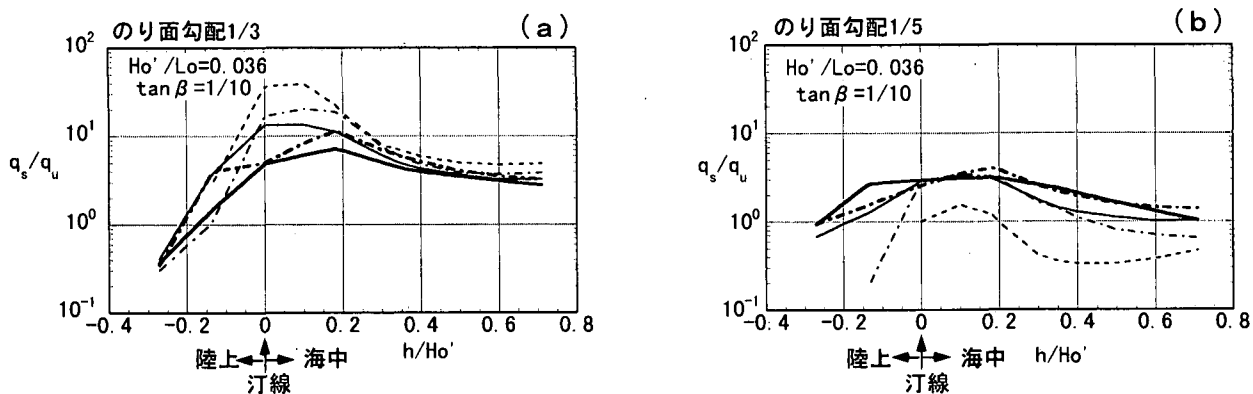 のり面勾配1/3
(a)
10²
Ho'/Lo=0.036
tanβ=1/10
10¹
qs/qu
10⁰
10⁻¹
-0.4 -0.2 0 0.2 0.4 0.6 0.8
陸上 海中 h/Ho'
汀線
のり面勾配1/5
(b)
10²
Ho'/Lo=0.036
tanβ=1/10
10¹
qs/qu
10⁰
10⁻¹
-0.4 -0.2 0 0.2 0.4 0.6 0.8
陸上 海中 h/Ho'
汀線